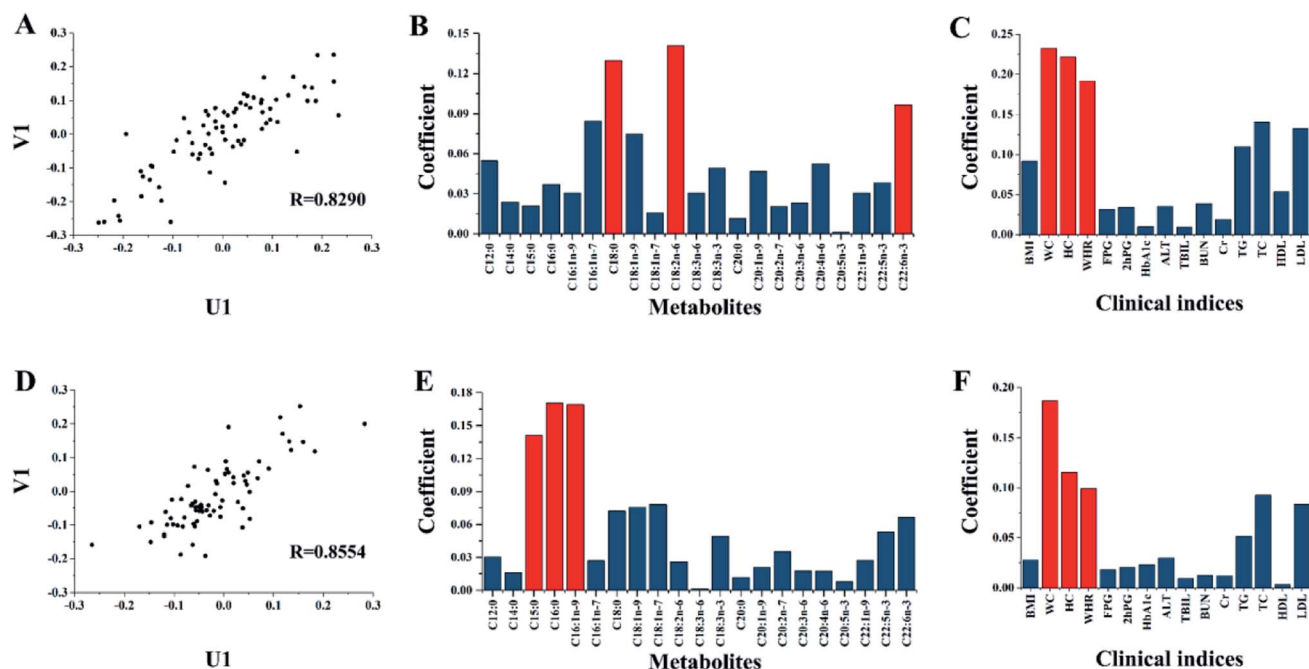 A
0.3
0.2
0.1
0.0
-0.1
-0.2
-0.3
V1
R=0.8290
-0.3 -0.1 0.0 0.1 0.3
U1
B
0.15
0.12
0.09
0.06
0.03
0.00
Coefficient
C12:0
C14:0
C15:0
C16:0
C16:1n-9
C16:1n-7
C18:0
C18:1n-9
C18:1n-7
C18:2n-6
C18:3n-6
C18:3n-3
C20:0
C20:1n-9
C20:2n-7
C20:3n-6
C20:4n-6
C20:5n-3
C22:1n-9
C22:5n-3
C22:6n-3
Metabolites
C
0.25
0.20
0.15
0.10
0.05
0.00
Coefficient
BMI
WC
HC
WHR
FPG
2hPG
HbA1c
ALT
TBIL
BUN
Cr
TG
TC
HDL
LDL
Clinical indices
D
0.3
0.2
0.1
0.0
-0.1
-0.2
-0.3
V1
R=0.8554
-0.3 -0.2 -0.1 0.0 0.1 0.2 0.3
U1
E
0.18
0.15
0.12
0.09
0.06
0.03
0.00
Coefficient
C12:0
C14:0
C15:0
C16:0
C16:1n-9
C16:1n-7
C18:0
C18:1n-9
C18:1n-7
C18:2n-6
C18:3n-6
C18:3n-3
C20:0
C20:1n-9
C20:2n-7
C20:3n-6
C20:4n-6
C20:5n-3
C22:1n-9
C22:5n-3
C22:6n-3
Metabolites
F
0.20
0.15
0.10
0.05
0.00
Coefficient
BMI
WC
HC
WHR
FPG
2hPG
HbA1c
ALT
TBIL
BUN
Cr
TG
TC
HDL
LDL
Clinical indices